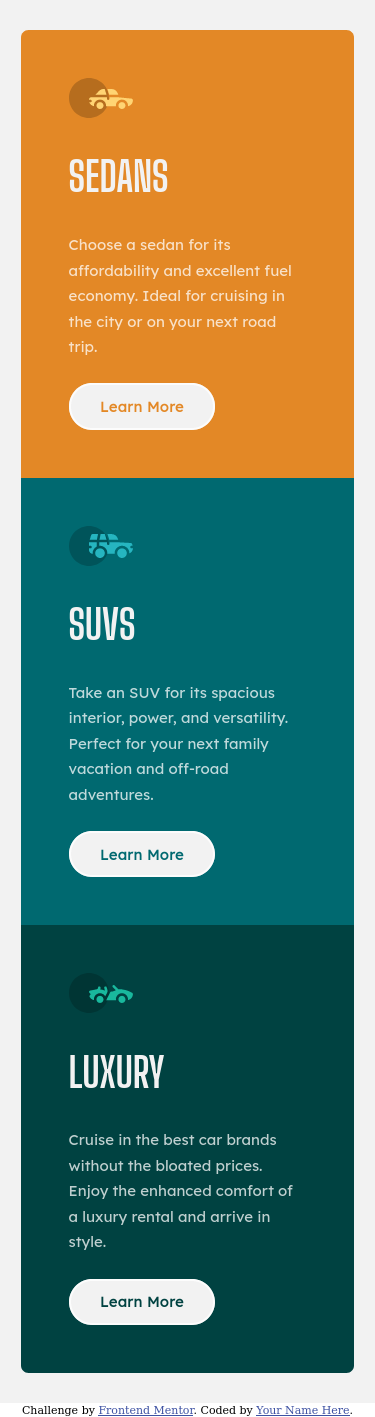 SEDANS
Choose a sedan for its
affordability and excellent fuel
economy. Ideal for cruising in
the city or on your next road
trip.
Learn More
SUVS
Take an SUV for its spacious
interior, power, and versatility.
Perfect for your next family
vacation and off-road
adventures.
Learn More
LUXURY
Cruise in the best car brands
without the bloated prices.
Enjoy the enhanced comfort of
a luxury rental and arrive in
style.
Learn More
Challenge by Frontend Mentor. Coded by Your Name Here.